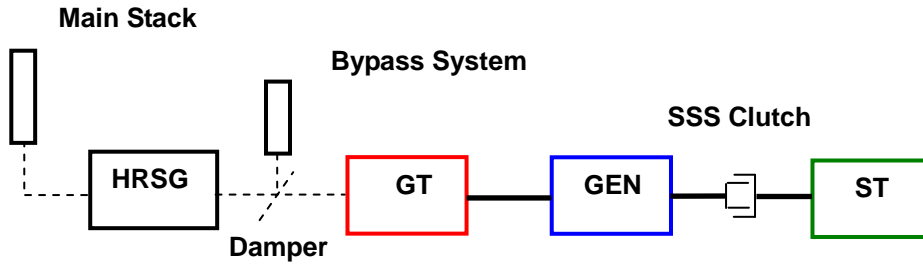 Main Stack
Bypass System
SSS Clutch
HRSG
GT
GEN
ST
Damper